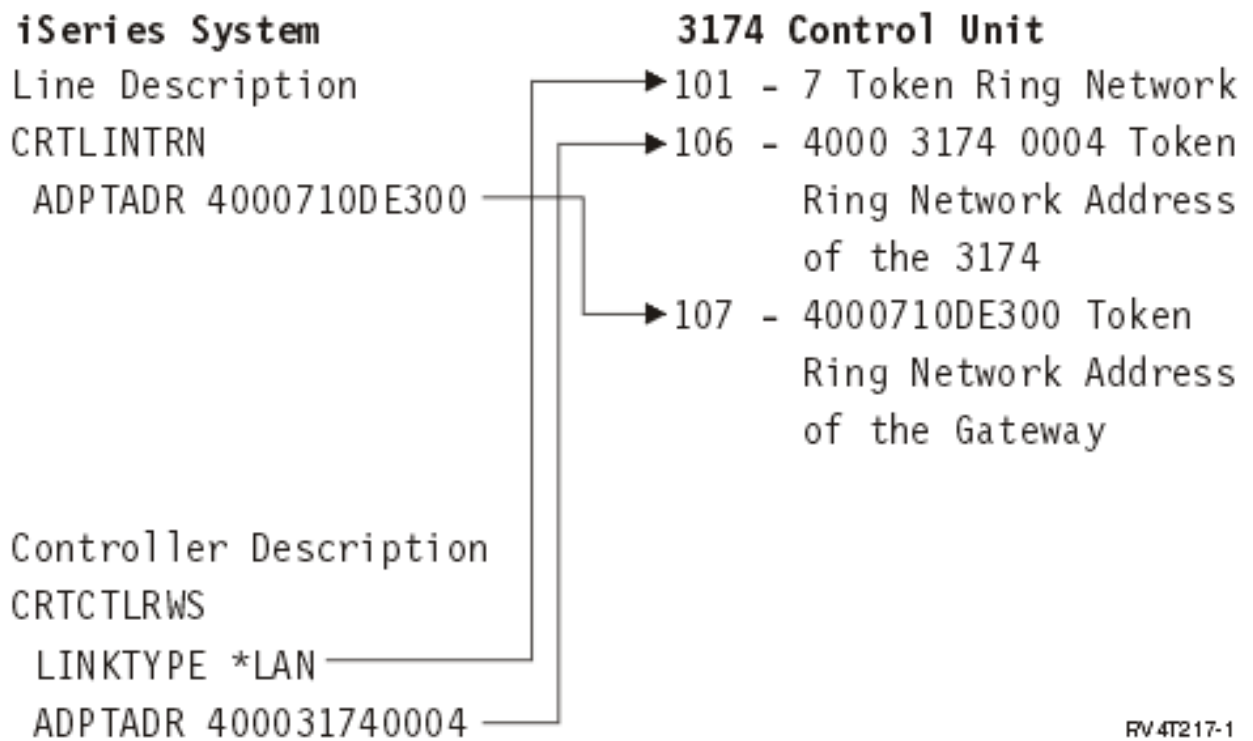 iSeries System
Line Description
CRTLINTRN
ADPTADR 4000710DE300
Controller Description
CRTCTLRWS
LINKTYPE *LAN
ADPTADR 400031740004
3174 Control Unit
101 - 7 Token Ring Network
106 - 4000 3174 0004 Token
Ring Network Address
of the 3174
107 - 4000710DE300 Token
Ring Network Address
of the Gateway
RV4T217-1